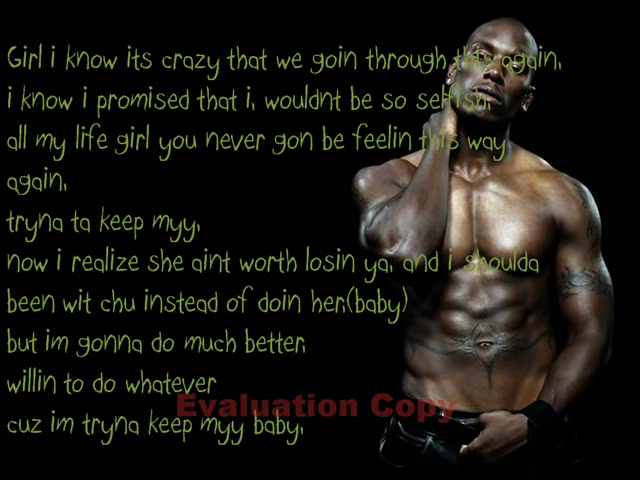 Girl i know its crazy that we goin through this again,
i know i promised that i, wouldnt be so selfish,
all my life girl you never gon be feelin this way
again,
tryna ta keep myy,
now i realize she aint worth losin ya, and i shoulda
been wit chu instead of doin her,(baby)
but im gonna do much better,
willin to do whatever
Evaluation Copy
cuz im tryna keep myy baby,